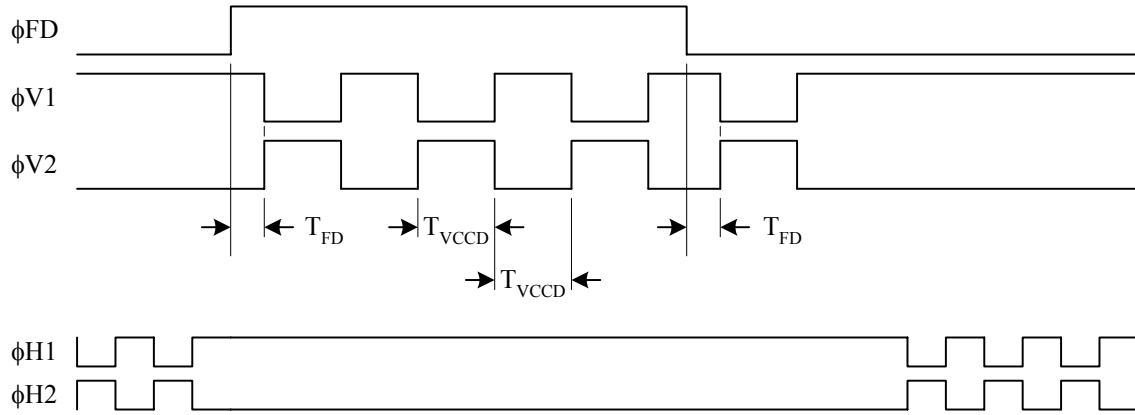 ϕFD
ϕV1
ϕV2
T_FD T_VCCD T_FD
T_VCCD
ϕH1
ϕH2